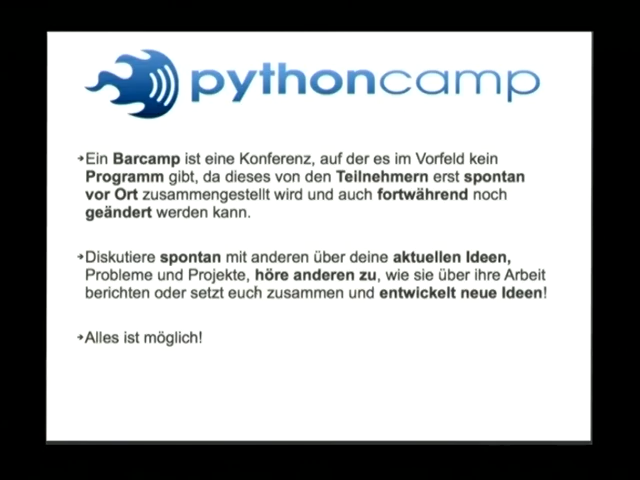 pythoncamp
Ein Barcamp ist eine Konferenz, auf der es im Vorfeld kein
Programm gibt, da dieses von den Teilnehmern erst spontan
vor Ort zusammengestellt wird und auch fortwährend noch
geändert werden kann.
Diskutiere spontan mit anderen über deine aktuellen Ideen,
Probleme und Projekte, höre anderen zu, wie sie über ihre Arbeit
berichten oder setzt euch zusammen und entwickelt neue Ideen!
Alles ist möglich!